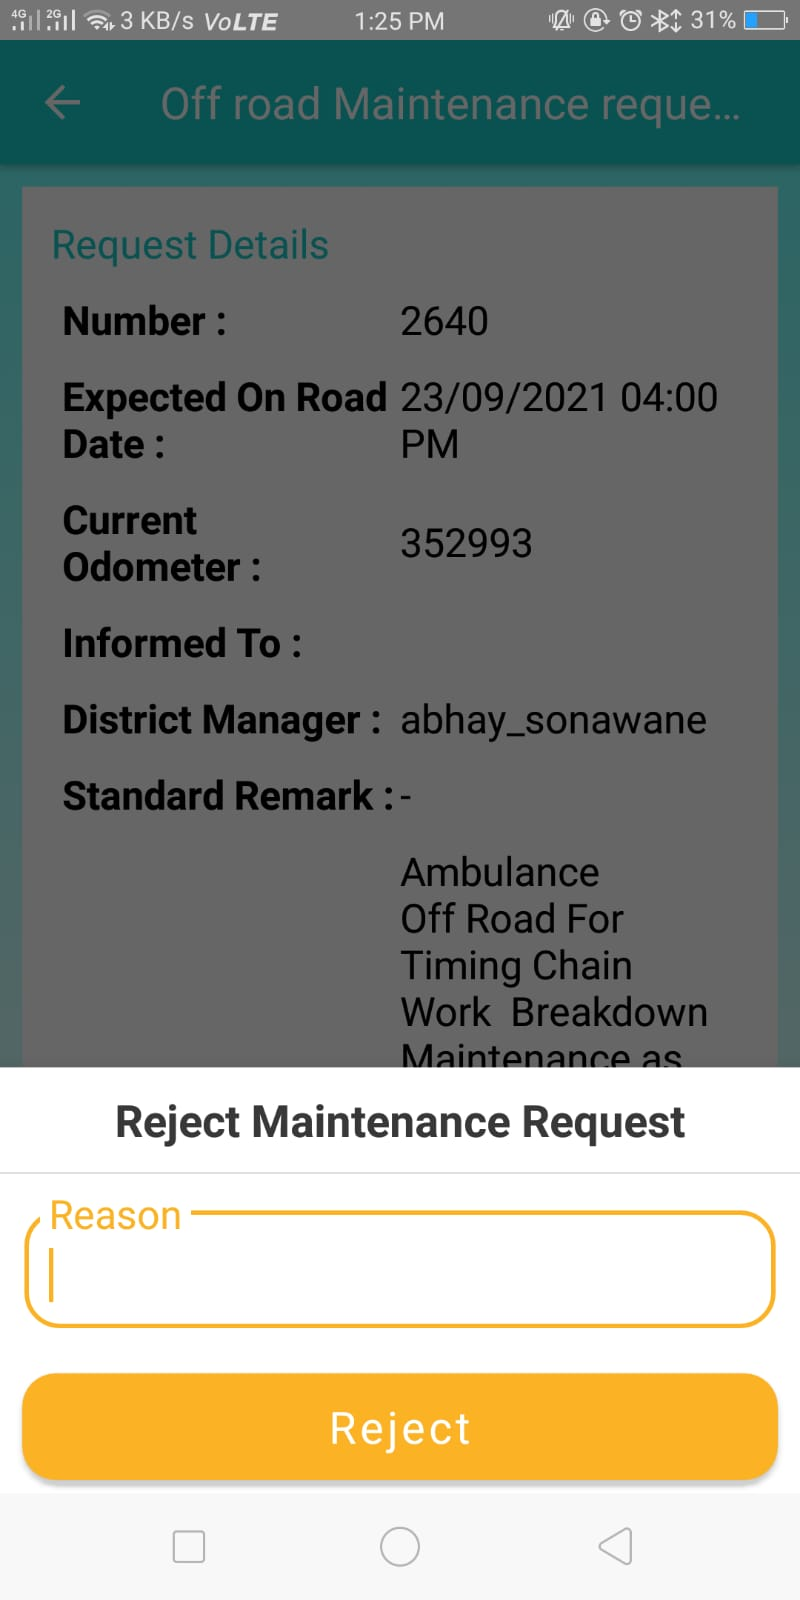 4G 2G 3 KB/s VoLTE 1:25 PM 31%
Off road Maintenance reque...
Request Details
Number : 2640
Expected On Road 23/09/2021 04:00
Date : PM
Current
Odometer : 352993
Informed To :
District Manager : abhay_sonawane
Standard Remark : -
Ambulance
Off Road For
Timing Chain
Work Breakdown
Maintenance as
Reject Maintenance Request
Reason
Reject